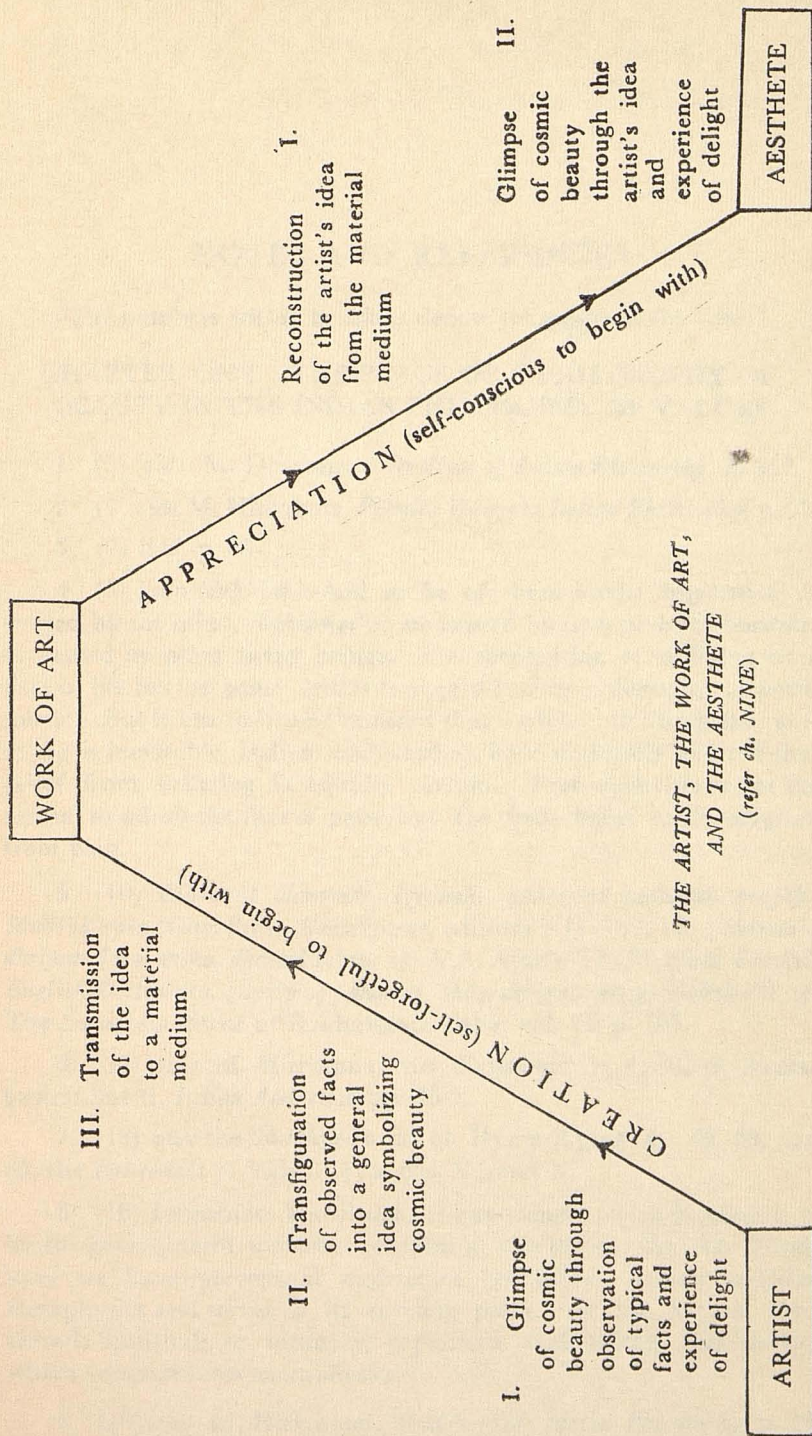 WORK OF ART
III. Transmission
of the idea
to a material
medium
II. Transfiguration
of observed facts
into a general
idea symbolizing
cosmic beauty
I. Glimpse
of cosmic
beauty through
observation
of typical
facts and
experience
of delight
ARTIST
CREATION (self-forgetful to begin with)
APPRECIATION (self-conscious to begin with)
I.
Reconstruction
of the artist's idea
from the material
medium
II.
Glimpse
of cosmic
beauty
through the
artist's idea
and
experience
of delight
AESTHETE
THE ARTIST, THE WORK OF ART,
AND THE AESTHETE
(refer ch. NINE)